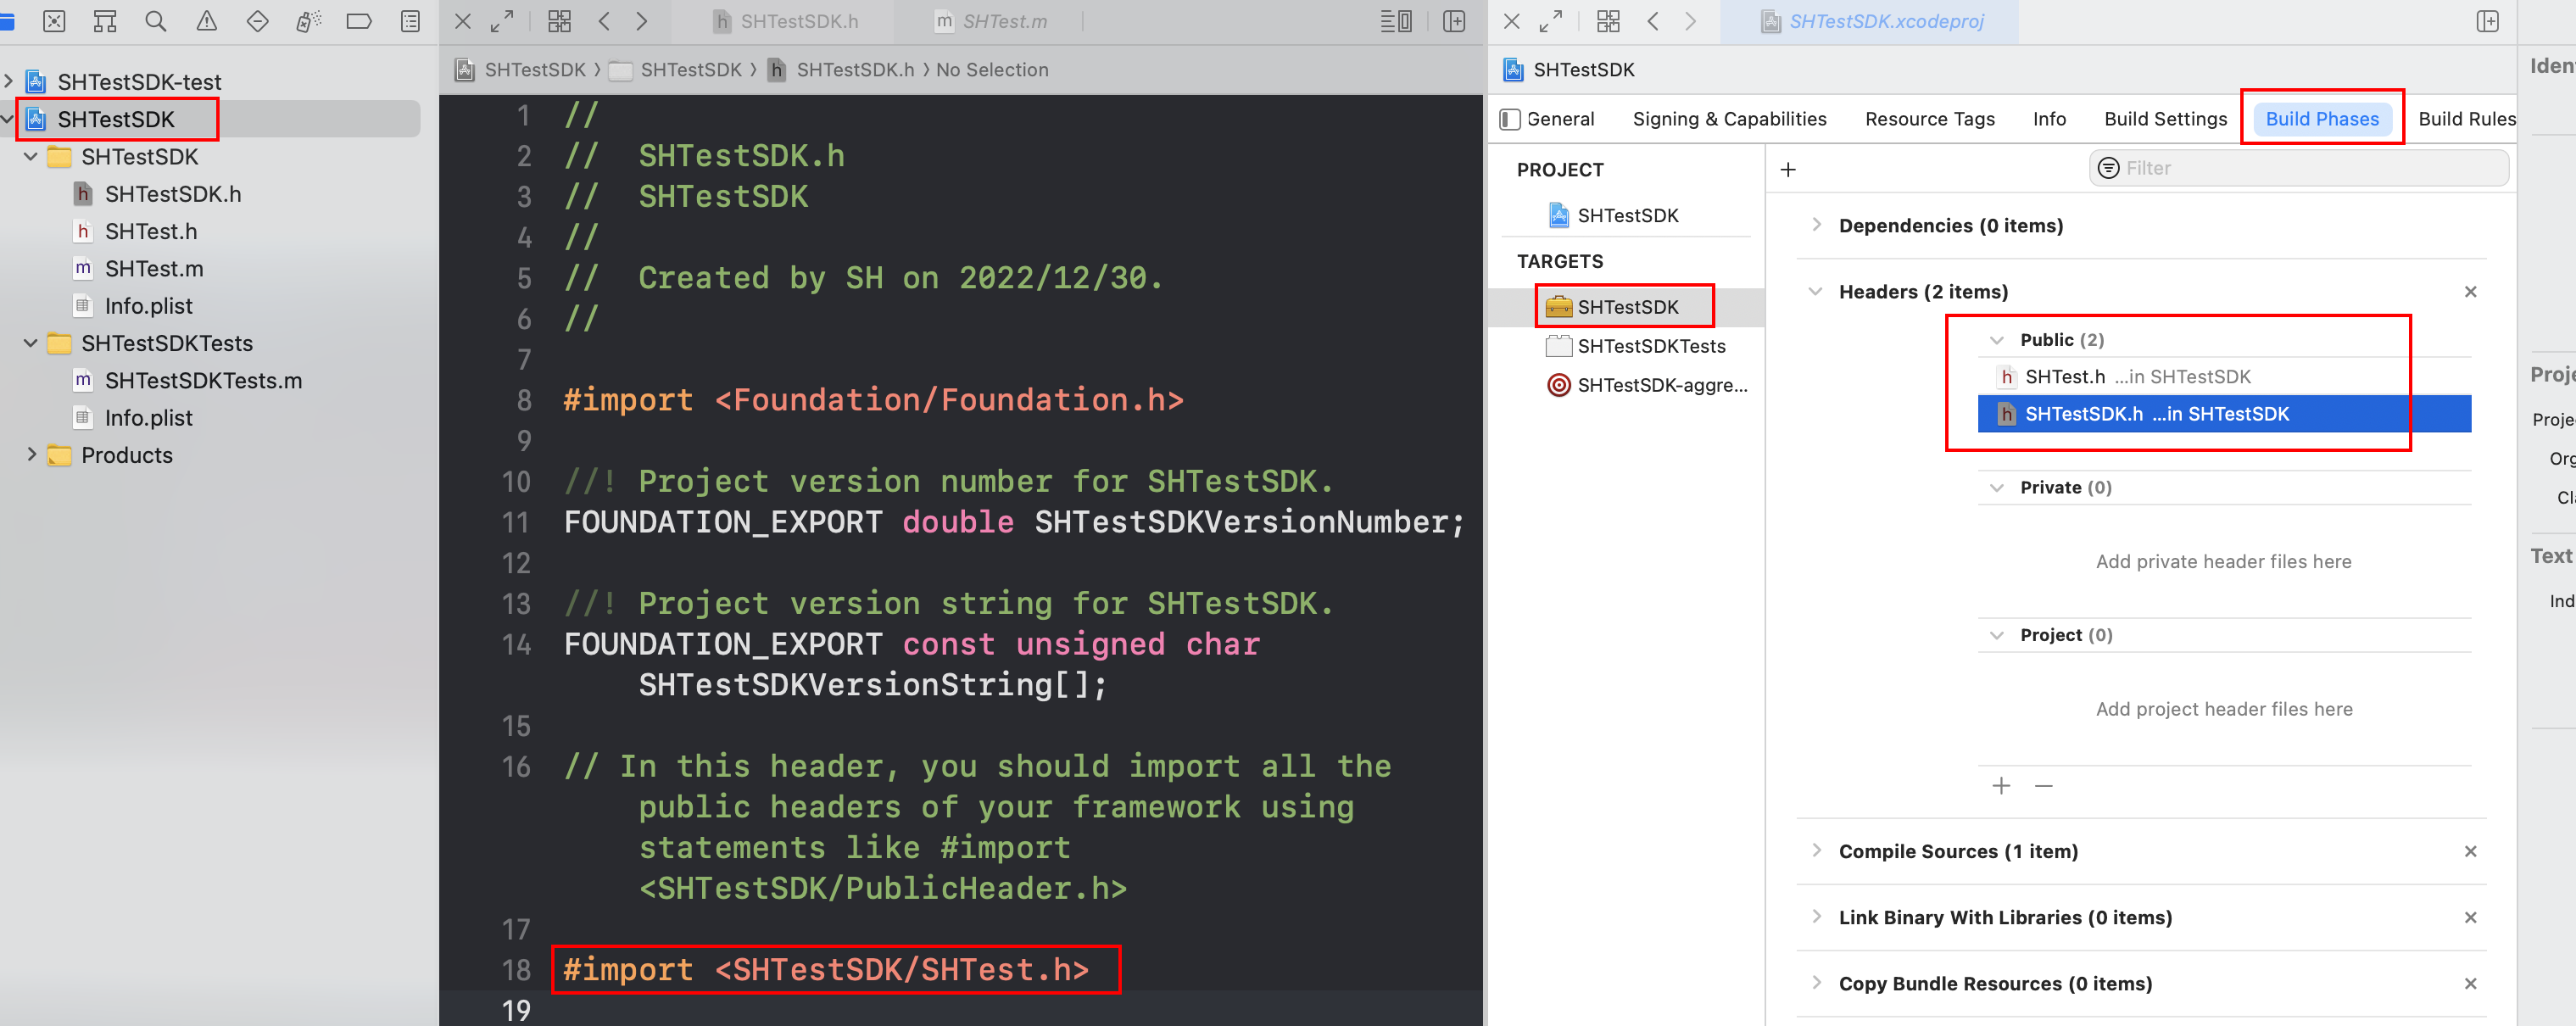 SHTestSDK-test
SHTestSDK
SHTestSDK
SHTestSDK.h
SHTest.h
SHTest.m
Info.plist
SHTestSDKTests
SHTestSDKTests.m
Info.plist
Products
SHTestSDK.h
SHTest.m
SHTestSDK
SHTestSDK
SHTestSDK.h
No Selection
1 //
2 //  SHTestSDK.h
3 //  SHTestSDK
4 //
5 //  Created by SH on 2022/12/30.
6 //
7
8 #import <Foundation/Foundation.h>
9
10 //! Project version number for SHTestSDK.
11 FOUNDATION_EXPORT double SHTestSDKVersionNumber;
12
13 //! Project version string for SHTestSDK.
14 FOUNDATION_EXPORT const unsigned char
SHTestSDKVersionString[];
15
16 // In this header, you should import all the
public headers of your framework using
statements like #import
<SHTestSDK/PublicHeader.h>
17
18 #import <SHTestSDK/SHTest.h>
19
SHTestSDK.xcodeproj
SHTestSDK
General
Signing & Capabilities
Resource Tags
Info
Build Settings
Build Phases
Build Rules
PROJECT
SHTestSDK
TARGETS
SHTestSDK
SHTestSDKTests
SHTestSDK-aggre...
Filter
Dependencies (0 items)
Headers (2 items)
Public (2)
SHTest.h ...in SHTestSDK
SHTestSDK.h ...in SHTestSDK
Private (0)
Add private header files here
Project (0)
Add project header files here
Compile Sources (1 item)
Link Binary With Libraries (0 items)
Copy Bundle Resources (0 items)
Text